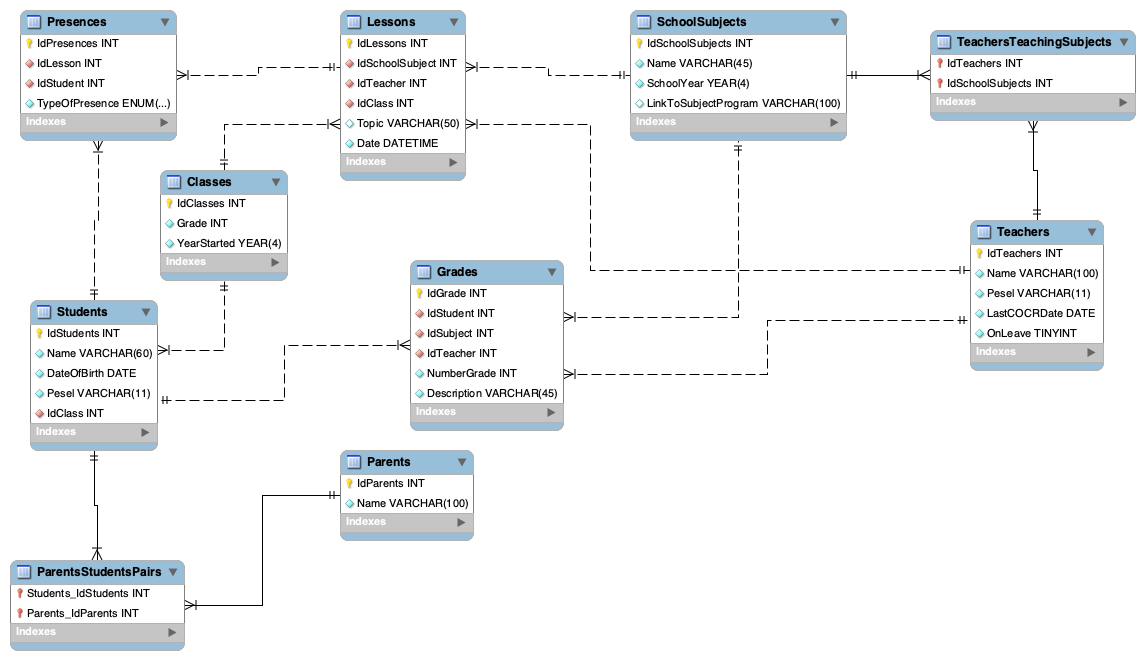 Presences
IdPresences INT
IdLesson INT
IdStudent INT
TypeOfPresence ENUM(...)
Indexes
Lessons
IdLessons INT
IdSchoolSubject INT
IdTeacher INT
IdClass INT
Topic VARCHAR(50)
Date DATETIME
Indexes
SchoolSubjects
IdSchoolSubjects INT
Name VARCHAR(45)
SchoolYear YEAR(4)
LinkToSubjectProgram VARCHAR(100)
Indexes
TeachersTeachingSubjects
IdTeachers INT
IdSchoolSubjects INT
Indexes
Classes
IdClasses INT
Grade INT
YearStarted YEAR(4)
Indexes
Teachers
IdTeachers INT
Name VARCHAR(100)
Pesel VARCHAR(11)
LastCOCRDate DATE
OnLeave TINYINT
Indexes
Grades
IdGrade INT
IdStudent INT
IdSubject INT
IdTeacher INT
NumberGrade INT
Description VARCHAR(45)
Indexes
Students
IdStudents INT
Name VARCHAR(60)
DateOfBirth DATE
Pesel VARCHAR(11)
IdClass INT
Indexes
Parents
IdParents INT
Name VARCHAR(100)
Indexes
ParentsStudentsPairs
Students_IdStudents INT
Parents_IdParents INT
Indexes